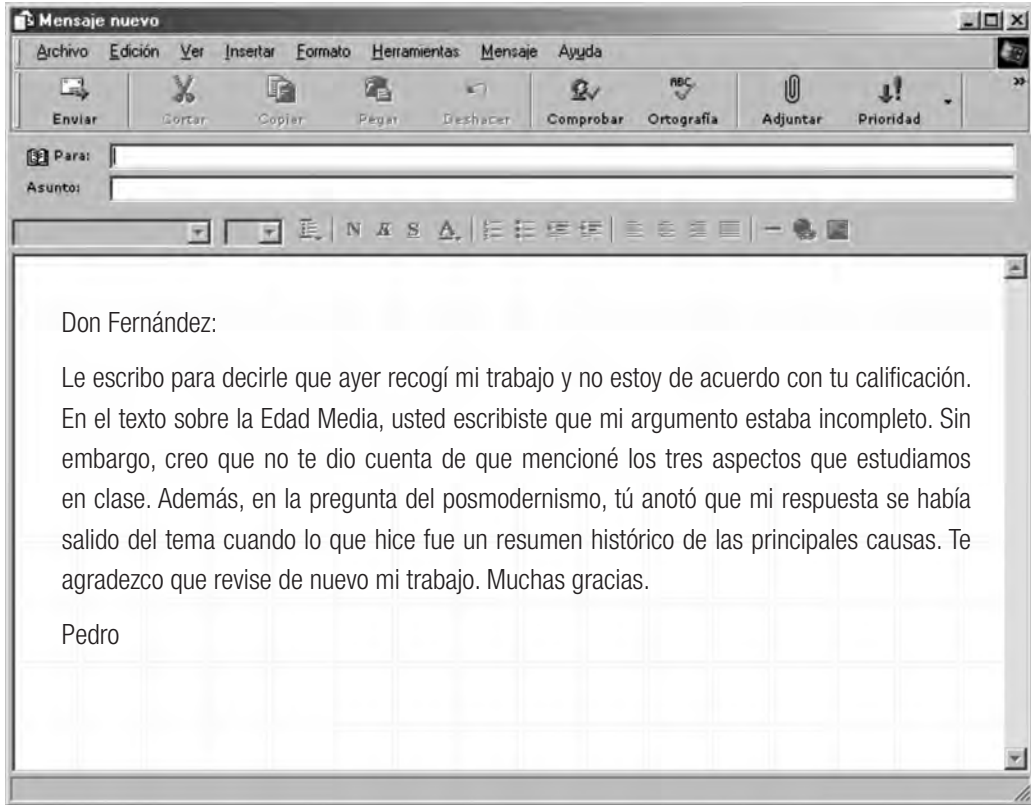 Mensaje nuevo
Archivo Edición Ver Insertar Formato Herramientas Mensaje Ayuda
Enviar Cortar Copiar Pegar Deshacer Comprobar Ortografía Adjuntar Prioridad
Para:
Asunto:
N K S A
Don Fernández:
Le escribo para decirle que ayer recogí mi trabajo y no estoy de acuerdo con tu calificación.
En el texto sobre la Edad Media, usted escribiste que mi argumento estaba incompleto. Sin
embargo, creo que no te dio cuenta de que mencioné los tres aspectos que estudiamos
en clase. Además, en la pregunta del posmodernismo, tú anotó que mi respuesta se había
salido del tema cuando lo que hice fue un resumen histórico de las principales causas. Te
agradezco que revise de nuevo mi trabajo. Muchas gracias.
Pedro